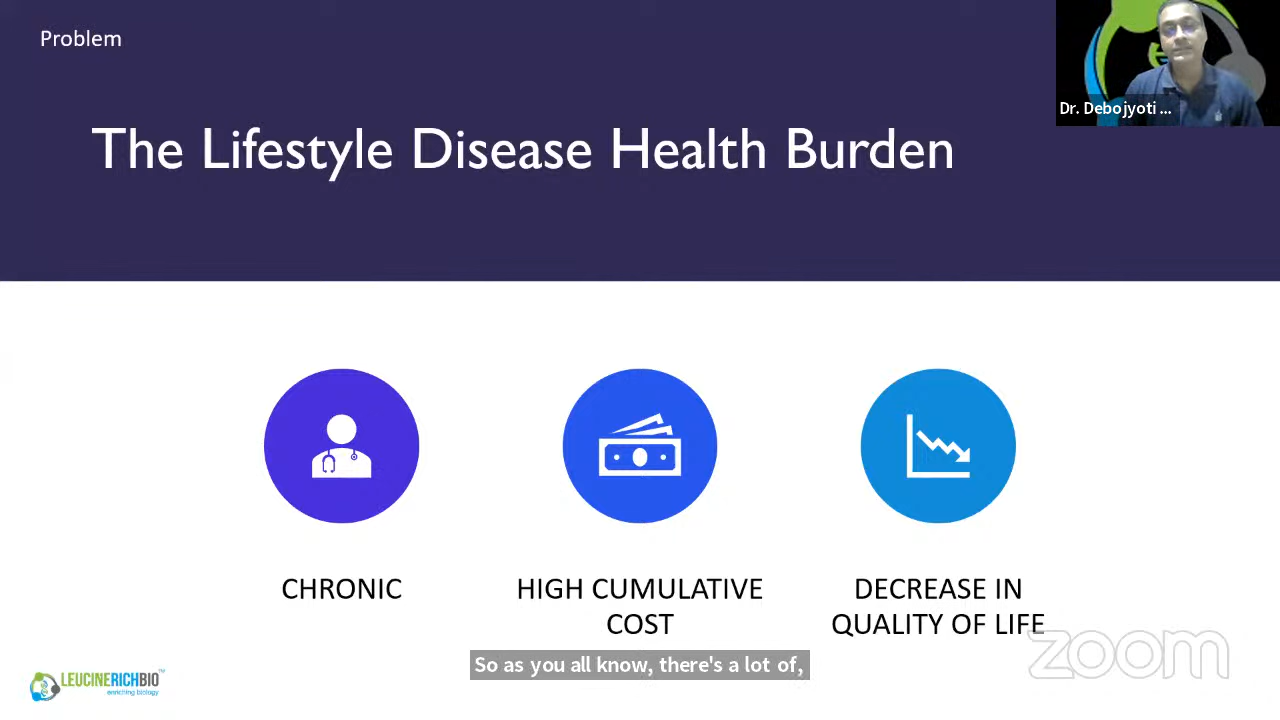 Problem
Dr. Debojyoti ...
The Lifestyle Disease Health Burden
CHRONIC
HIGH CUMULATIVE
COST
DECREASE IN
QUALITY OF LIFE
So as you all know, there's a lot of,
zoom
LEUCINERICHBIO™
enriching biology